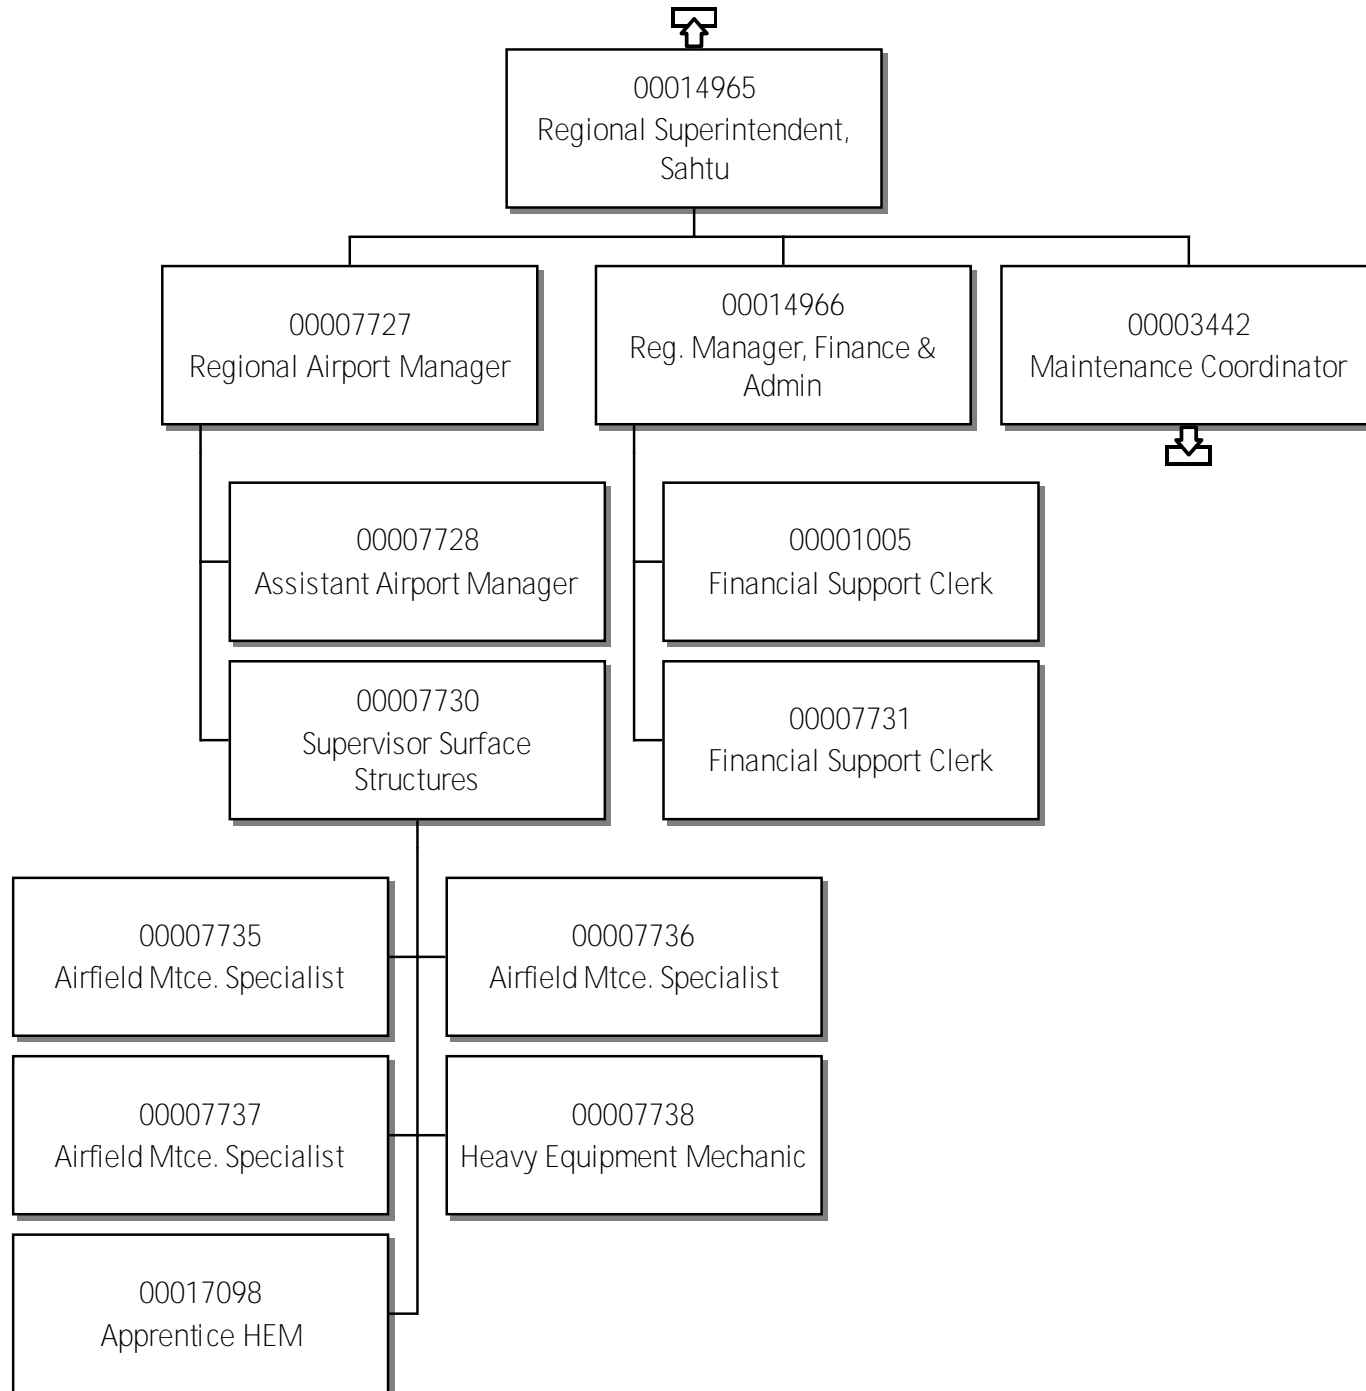 00014965
Regional Superintendent,
Sahtu
00007727
Regional Airport Manager
00014966
Reg. Manager, Finance &
Admin
00003442
Maintenance Coordinator
00007728
Assistant Airport Manager
00001005
Financial Support Clerk
00007730
Supervisor Surface
Structures
00007731
Financial Support Clerk
00007735
Airfield Mtce. Specialist
00007736
Airfield Mtce. Specialist
00007737
Airfield Mtce. Specialist
00007738
Heavy Equipment Mechanic
00017098
Apprentice HEM